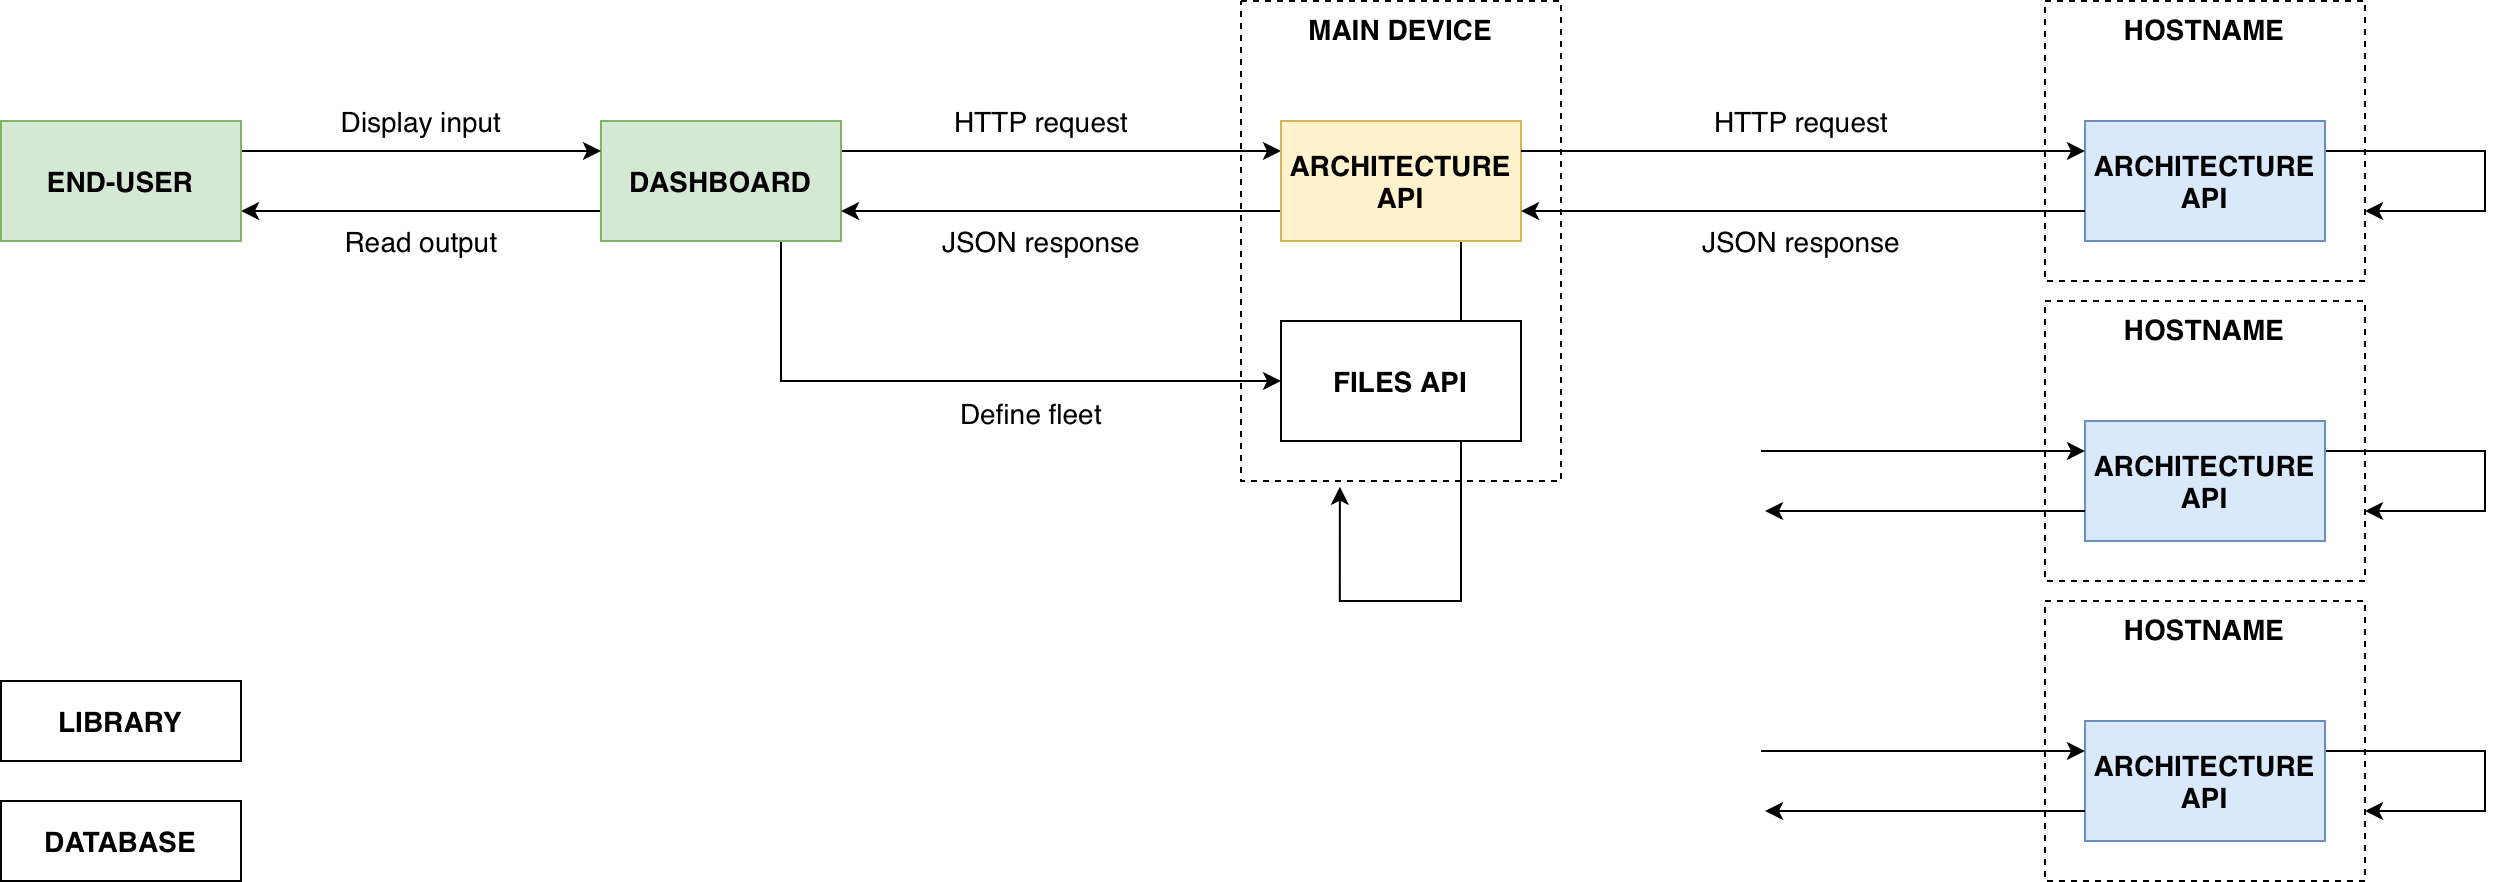 MAIN DEVICE
HOSTNAME
Display input
HTTP request
HTTP request
END-USER
DASHBOARD
ARCHITECTURE
API
ARCHITECTURE
API
Read output
JSON response
JSON response
HOSTNAME
FILES API
Define fleet
ARCHITECTURE
API
HOSTNAME
LIBRARY
ARCHITECTURE
API
DATABASE